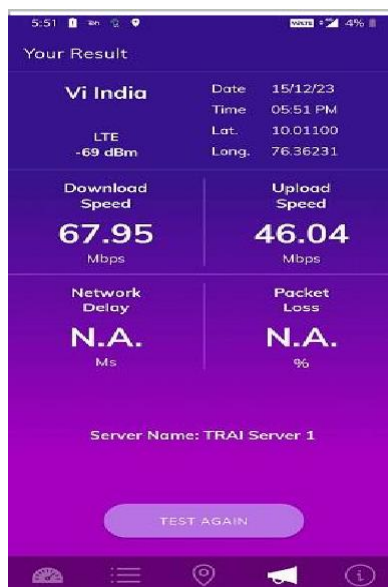 5:51 4%
Your Result
Vi India
LTE
-69 dBm
Date 15/12/23
Time 05:51 PM
Lat. 10.01100
Long. 76.36231
Download
Speed
67.95
Mbps
Upload
Speed
46.04
Mbps
Network
Delay
N.A.
Ms
Packet
Loss
N.A.
%
Server Name: TRAI Server 1
TEST AGAIN